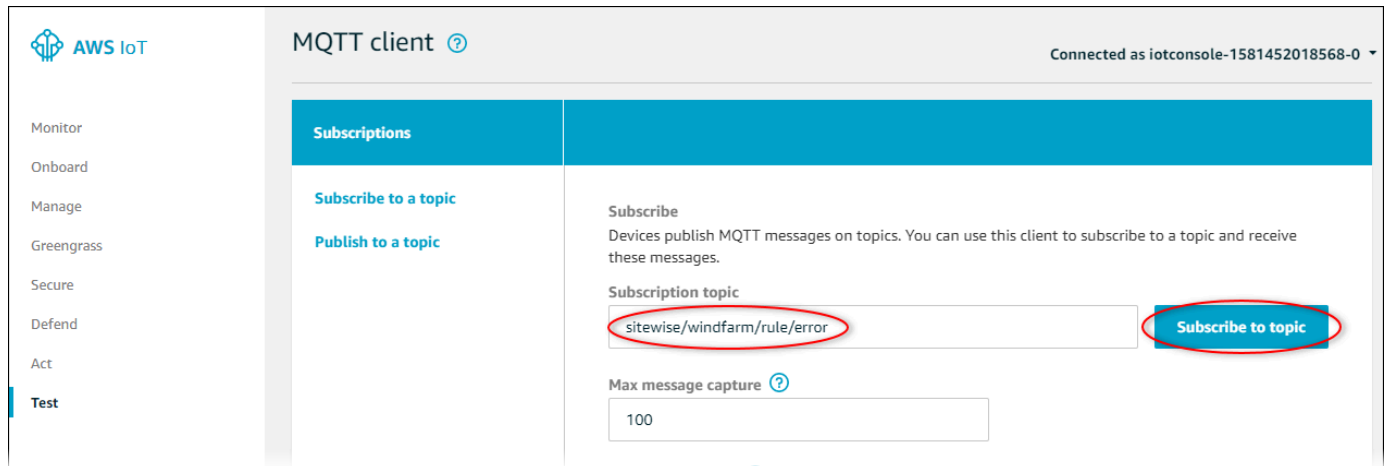 AWS IoT
MQTT client ?
Connected as iotconsole-1581452018568-0
Monitor
Onboard
Manage
Greengrass
Secure
Defend
Act
Test
Subscriptions
Subscribe to a topic
Publish to a topic
Subscribe
Devices publish MQTT messages on topics. You can use this client to subscribe to a topic and receive
these messages.
Subscription topic
sitewise/windfarm/rule/error
Subscribe to topic
Max message capture ?
100